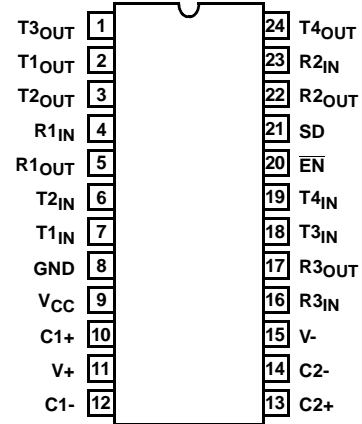 T3OUT 1 24 T4OUT
T1OUT 2 23 R2IN
T2OUT 3 22 R2OUT
R1IN 4 21 SD
R1OUT 5 20 EN
T2IN 6 19 T4IN
T1IN 7 18 T3IN
GND 8 17 R3OUT
VCC 9 16 R3IN
C1+ 10 15 V-
V+ 11 14 C2-
C1- 12 13 C2+